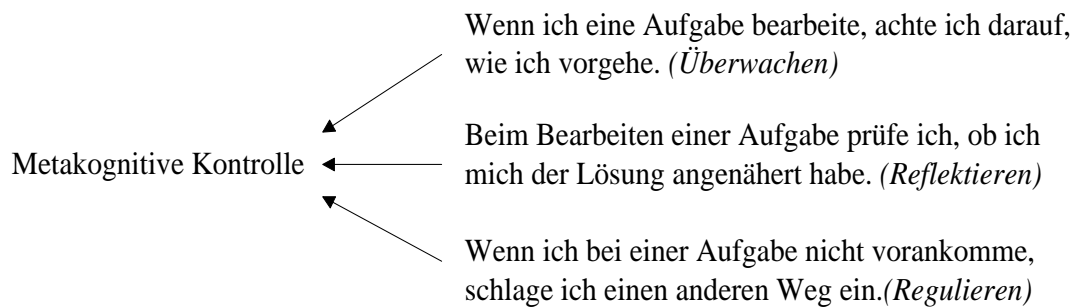 Wenn ich eine Aufgabe bearbeite, achte ich darauf,
wie ich vorgehe. (Überwachen)
Metakognitive Kontrolle
Beim Bearbeiten einer Aufgabe prüfe ich, ob ich
mich der Lösung angenähert habe. (Reflektieren)
Wenn ich bei einer Aufgabe nicht vorankomme,
schlage ich einen anderen Weg ein.(Regulieren)